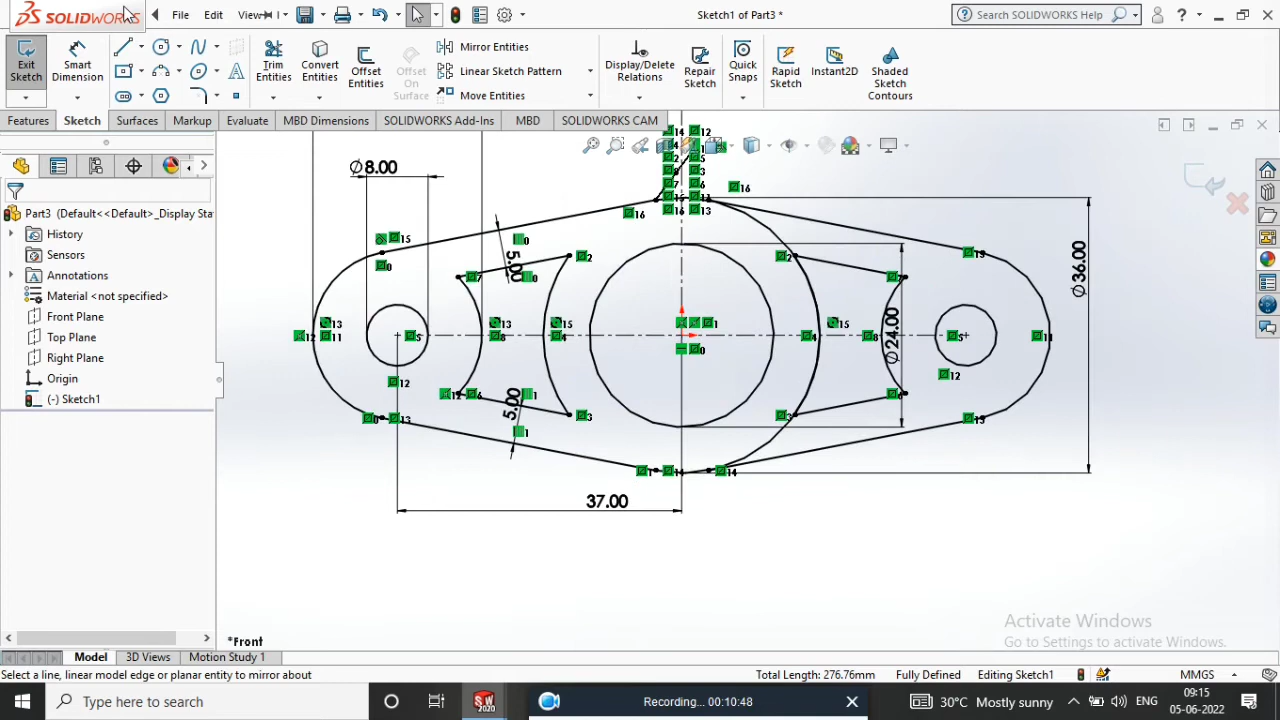 SOLIDWORKS
File
Edit
View
Sketch1 of Part3 *
Search SOLIDWORKS Help
?
Exit Sketch
Smart Dimension
Trim Entities
Convert Entities
Offset Entities
Offset On Surface
Mirror Entities
Linear Sketch Pattern
Move Entities
Display/Delete Relations
Repair Sketch
Quick Snaps
Rapid Sketch
Instant2D
Shaded Sketch Contours
Features
Sketch
Surfaces
Markup
Evaluate
MBD Dimensions
SOLIDWORKS Add-Ins
MBD
SOLIDWORKS CAM
Part3 (Default<<Default>_Display Sta
History
Sensors
Annotations
Material <not specified>
Front Plane
Top Plane
Right Plane
Origin
(-) Sketch1
Ø8.00
5.00
5.00
Ø24.00
Ø36.00
37.00
*Front
Activate Windows
Go to Settings to activate Windows.
Model
3D Views
Motion Study 1
Select a line, linear model edge or planar entity to mirror about
Total Length: 276.76mm
Fully Defined
Editing Sketch1
MMGS
Type here to search
SW 2020
Recording... 00:10:48
30°C Mostly sunny
ENG
09:15
05-06-2022